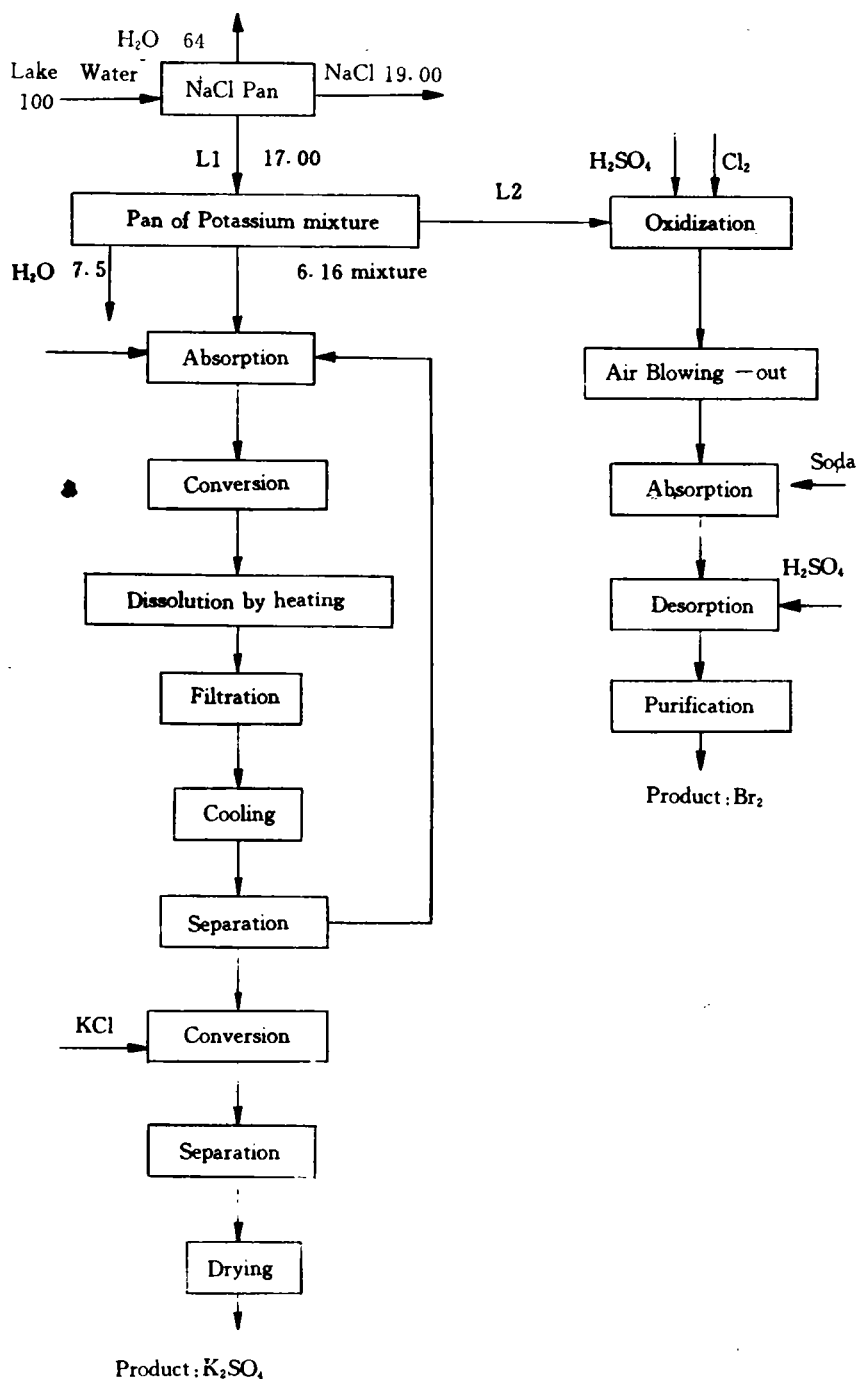 H₂O 64
Lake Water
100
NaCl Pan
NaCl 19.00
L1 17.00
H₂SO₄
Cl₂
Pan of Potassium mixture
L2
Oxidization
H₂O 7.5
6.16 mixture
Absorption
Air Blowing —out
Conversion
Absorption
Soda
Dissolution by heating
Desorption
H₂SO₄
Filtration
Purification
Cooling
Product: Br₂
Separation
KCl
Conversion
Separation
Drying
Product: K₂SO₄